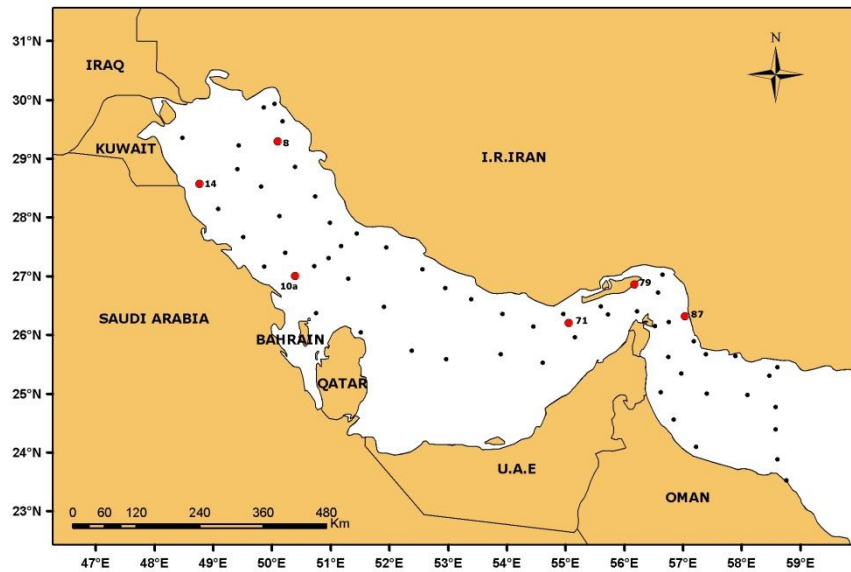 N
31°N
IRAQ
30°N
8
29°N
KUWAIT
I.R.IRAN
14
28°N
27°N
10a
79
SAUDI ARABIA
26°N
71
87
BAHRAIN
QATAR
25°N
24°N
U.A.E
OMAN
23°N
0 60 120 240 360 480
Km
47°E 48°E 49°E 50°E 51°E 52°E 53°E 54°E 55°E 56°E 57°E 58°E 59°E